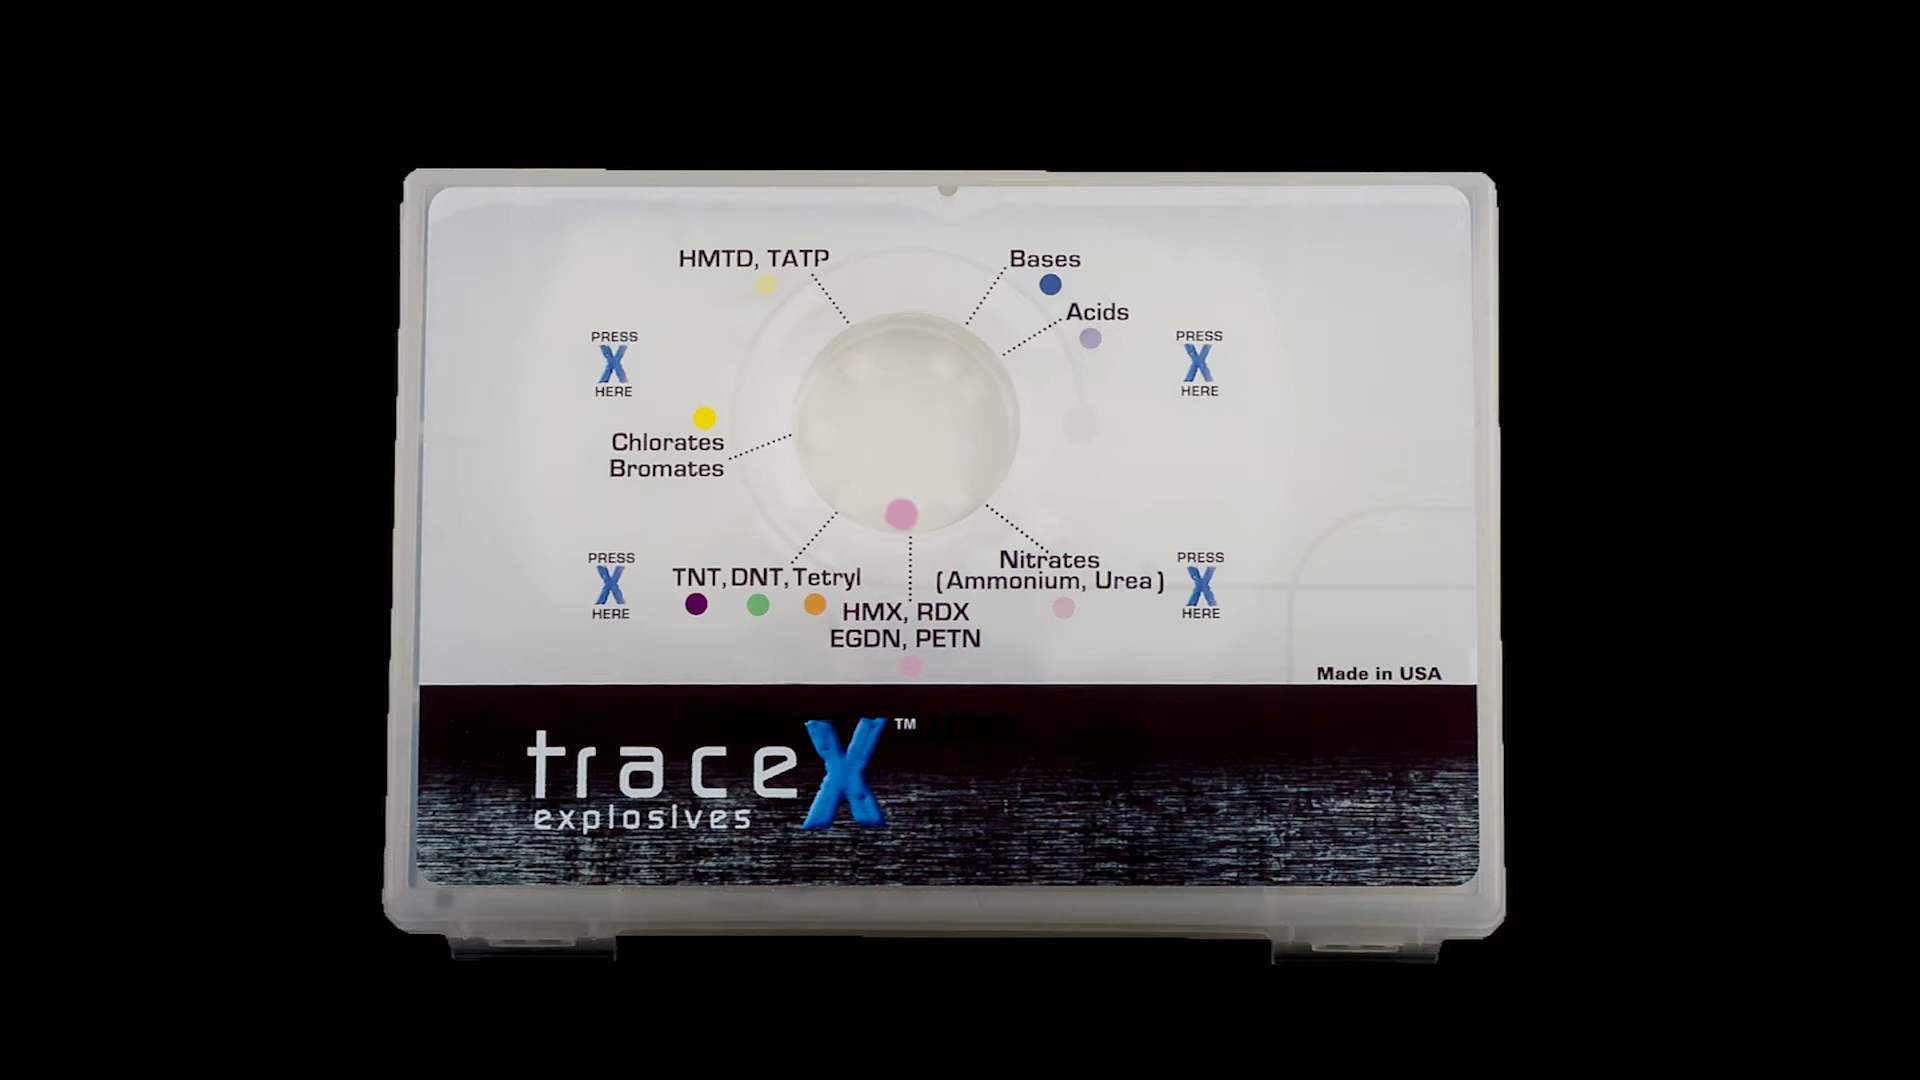 HMTD, TATP
Bases
Acids
PRESS
X
HERE
PRESS
X
HERE
Chlorates
Bromates
TNT, DNT, Tetryl
Nitrates
(Ammonium, Urea)
HMX, RDX
EGDN, PETN
PRESS
X
HERE
PRESS
X
HERE
Made in USA
traceX™
explosives